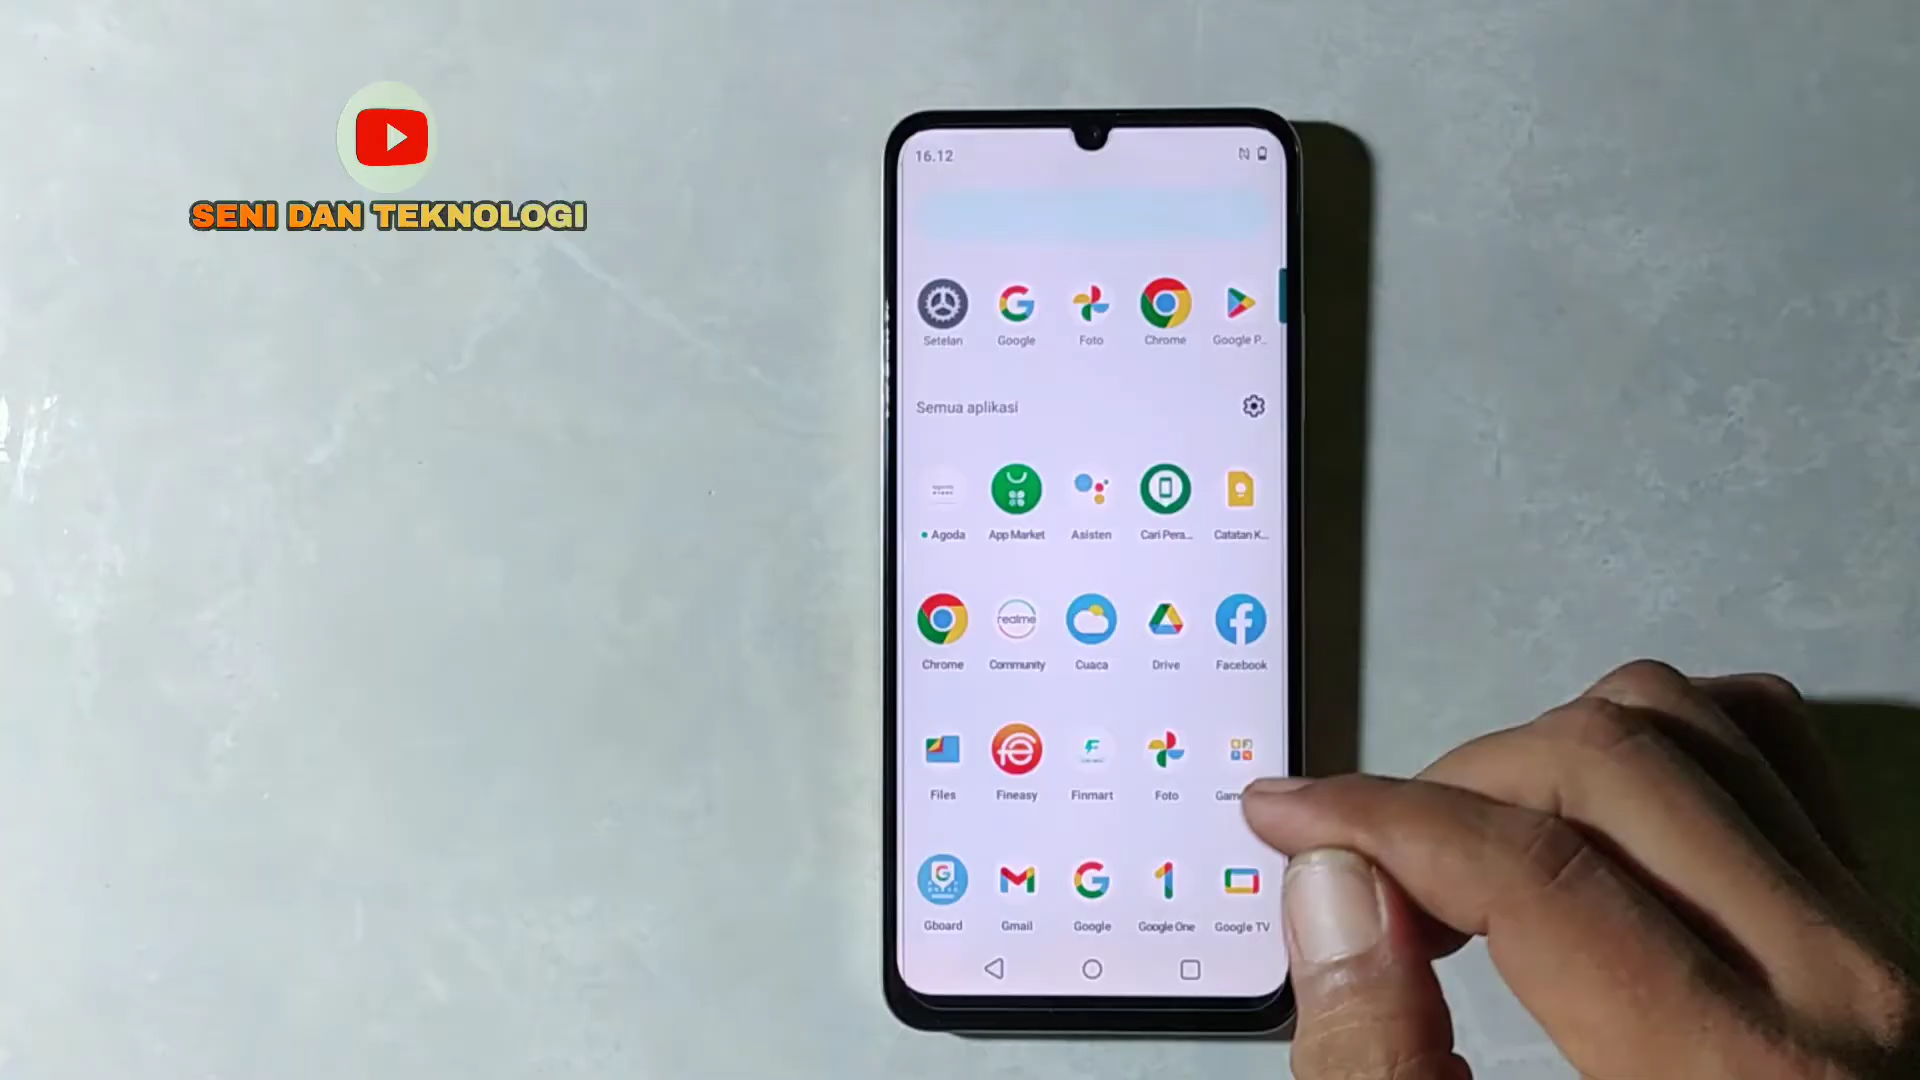 SENI DAN TEKNOLOGI
16.12
Setelan Google Foto Chrome Google P...
Semua aplikasi
Agoda App Market Asisten Cari Pera... Catatan K...
realme
Chrome Community Cuaca Drive Facebook
Files Fineasy Finmart Foto
Gboard Gmail Google Google One Google TV